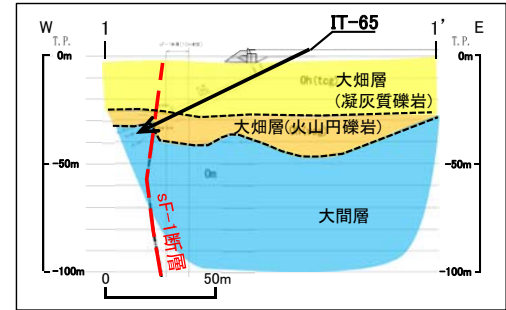 W 1 IT-65 1’ E
T.P. T.P.
0m 0m
Oh(tcg)
大畑層
(凝灰質礫岩)
大畑層(火山円礫岩)
-50m -50m
Om
sF-1断層
大間層
-100m -100m
0 50m